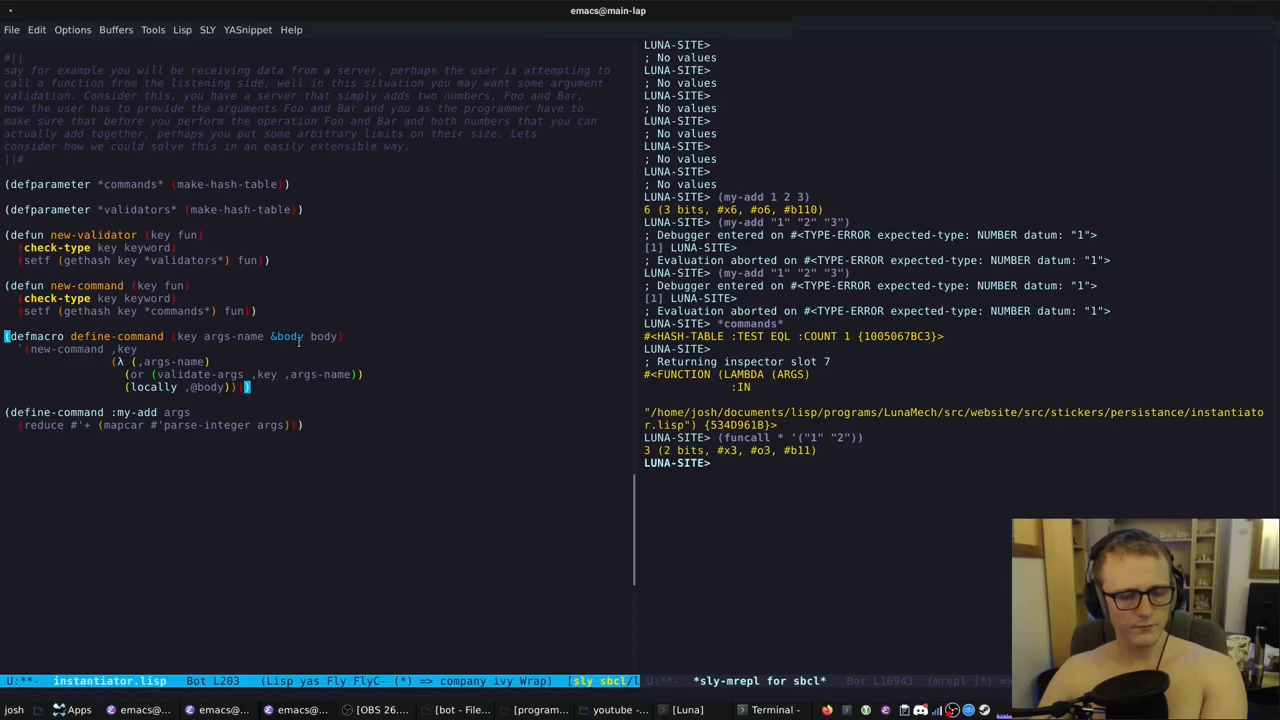 emacs@main-lap
File Edit Options Buffers Tools Lisp SLY YASnippet Help
#||
say for example you will be receiving data from a server, perhaps the user is attempting to
call a function from the listening side, well in this situation you may want some argument
validation. Consider this, you have a server that simply adds two numbers, Foo and Bar,
now the user has to provide the arguments Foo and Bar and you as the programmer have to
make sure that before you perform the operation Foo and Bar and both numbers that you can
actually add together, perhaps you put some arbitrary limits on their size. Lets
consider how we could solve this in an easily extensible way.
||#
(defparameter *commands* (make-hash-table))
(defparameter *validators* (make-hash-table))
(defun new-validator (key fun)
(check-type key keyword)
(setf (gethash key *validators*) fun))
(defun new-command (key fun)
(check-type key keyword)
(setf (gethash key *commands*) fun))
(defmacro define-command (key args-name &body body)
`(new-command ,key
(λ (,args-name)
(or (validate-args ,key ,args-name))
(locally ,@body))))
(define-command :my-add args
(reduce #'+ (mapcar #'parse-integer args)))
U:**- instantiator.lisp Bot L203 (Lisp yas Fly FlyC- (*) => company ivy Wrap) [sly sbcl/l
LUNA-SITE>
; No values
LUNA-SITE>
; No values
LUNA-SITE>
; No values
LUNA-SITE>
; No values
LUNA-SITE>
; No values
LUNA-SITE>
; No values
LUNA-SITE> (my-add 1 2 3)
6 (3 bits, #x6, #o6, #b110)
LUNA-SITE> (my-add "1" "2" "3")
; Debugger entered on #<TYPE-ERROR expected-type: NUMBER datum: "1">
[1] LUNA-SITE>
; Evaluation aborted on #<TYPE-ERROR expected-type: NUMBER datum: "1">
LUNA-SITE> (my-add "1" "2" "3")
; Debugger entered on #<TYPE-ERROR expected-type: NUMBER datum: "1">
[1] LUNA-SITE>
; Evaluation aborted on #<TYPE-ERROR expected-type: NUMBER datum: "1">
LUNA-SITE> *commands*
#<HASH-TABLE :TEST EQL :COUNT 1 {1005067BC3}>
LUNA-SITE>
; Returning inspector slot 7
#<FUNCTION (LAMBDA (ARGS)
:IN
"/home/josh/documents/lisp/programs/LunaMech/src/website/src/stickers/persistance/instantiato
r.lisp") {534D961B}>
LUNA-SITE> (funcall * '("1" "2"))
3 (2 bits, #x3, #o3, #b11)
LUNA-SITE>
U:**- *sly-mrepl for sbcl* Bot L16943 (mrepl (*) =>
josh Apps emacs@... emacs@... emacs@... [OBS 26.... [bot - File... [program... youtube -... [Luna] Terminal -